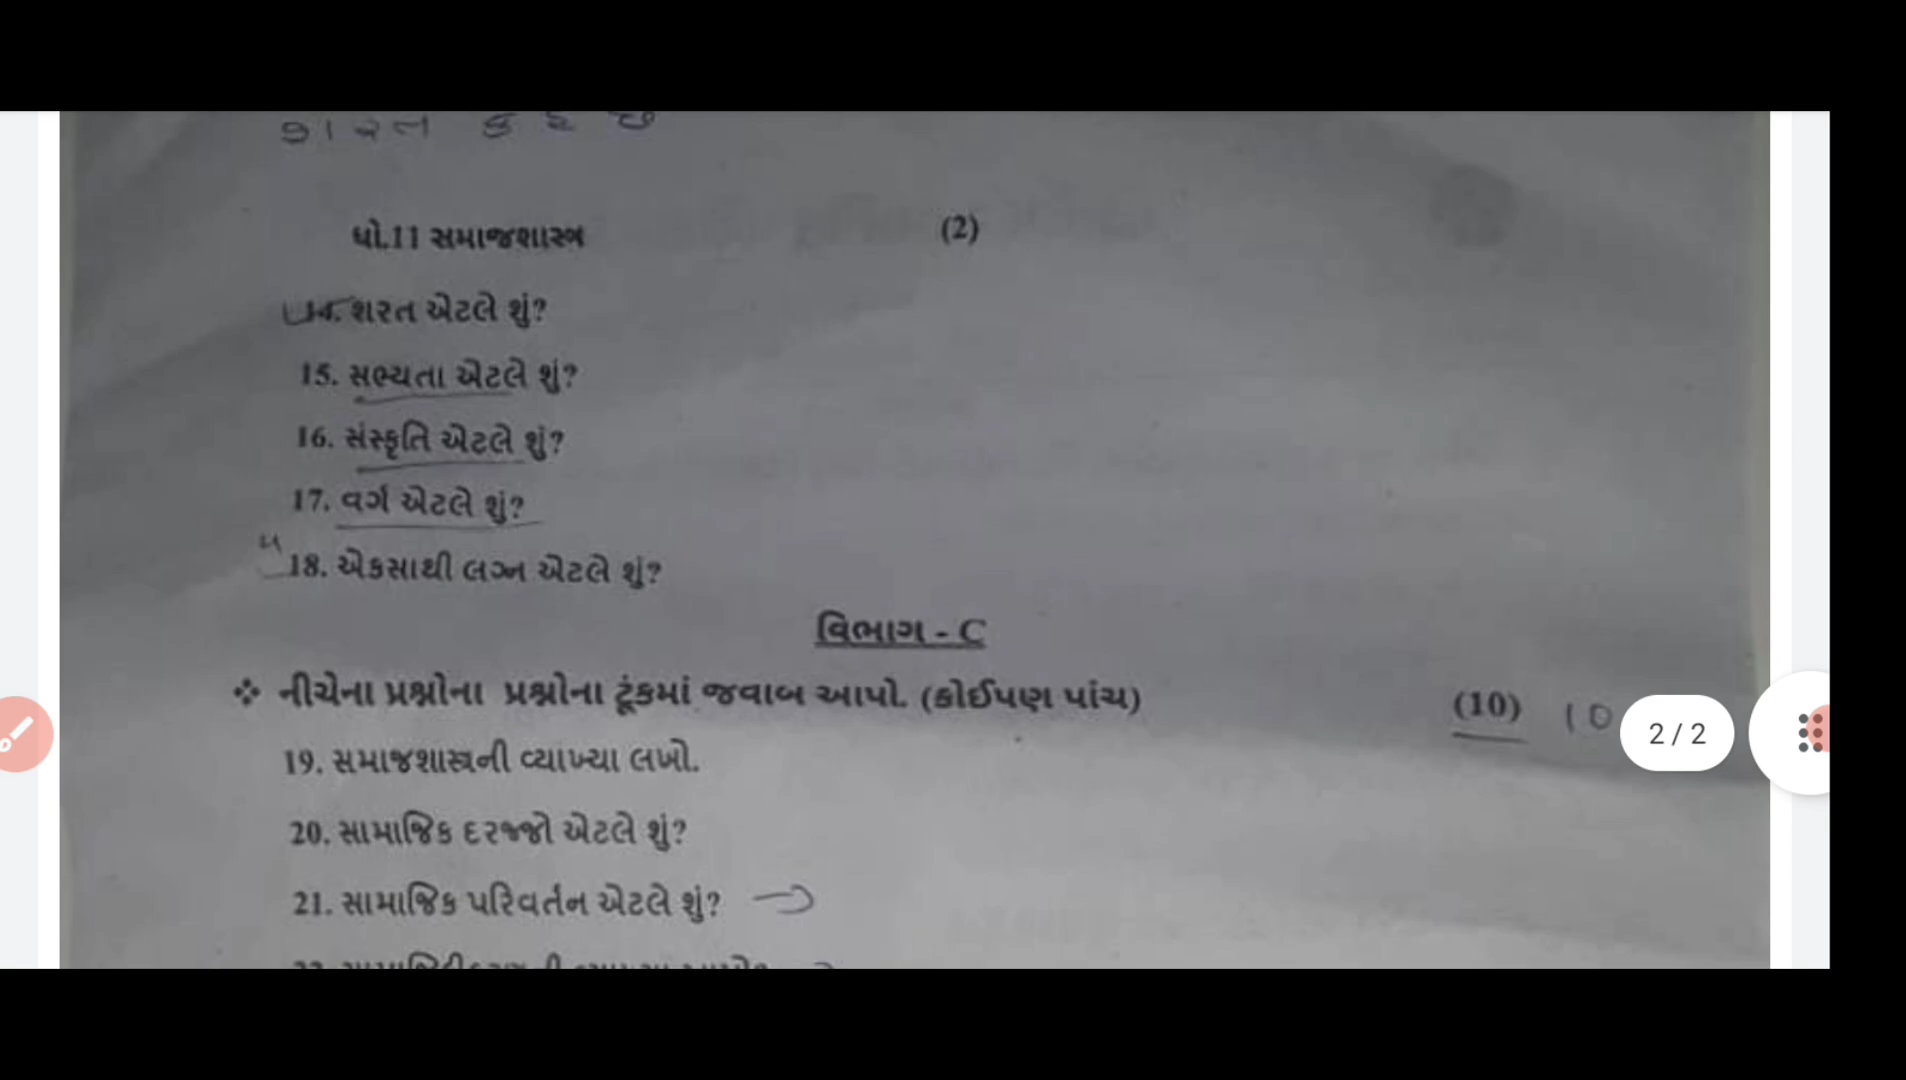 ધો.11 સમાજશાસ્ત્ર (2)
14. શરત એટલે શું?
15. સભ્યતા એટલે શું?
16. સંસ્કૃતિ એટલે શું?
17. વર્ગ એટલે શું?
18. એકસાથી લગ્ન એટલે શું?
વિભાગ - C
❖ નીચેના પ્રશ્નોના પ્રશ્નોના ટૂંકમાં જવાબ આપો. (કોઈપણ પાંચ) (10) 10
2 / 2
19. સમાજશાસ્ત્રની વ્યાખ્યા લખો.
20. સામાજિક દરજ્જો એટલે શું?
21. સામાજિક પરિવર્તન એટલે શું?